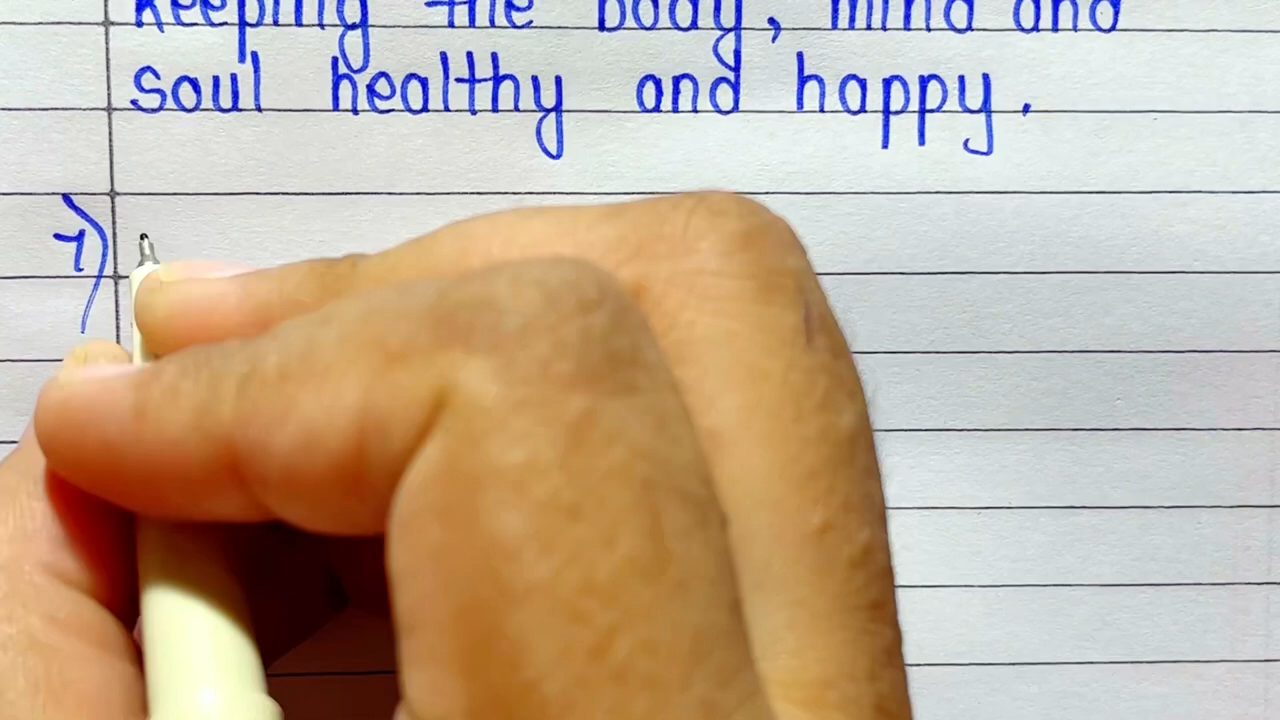 keeping the body, mind and
soul healthy and happy.
7)